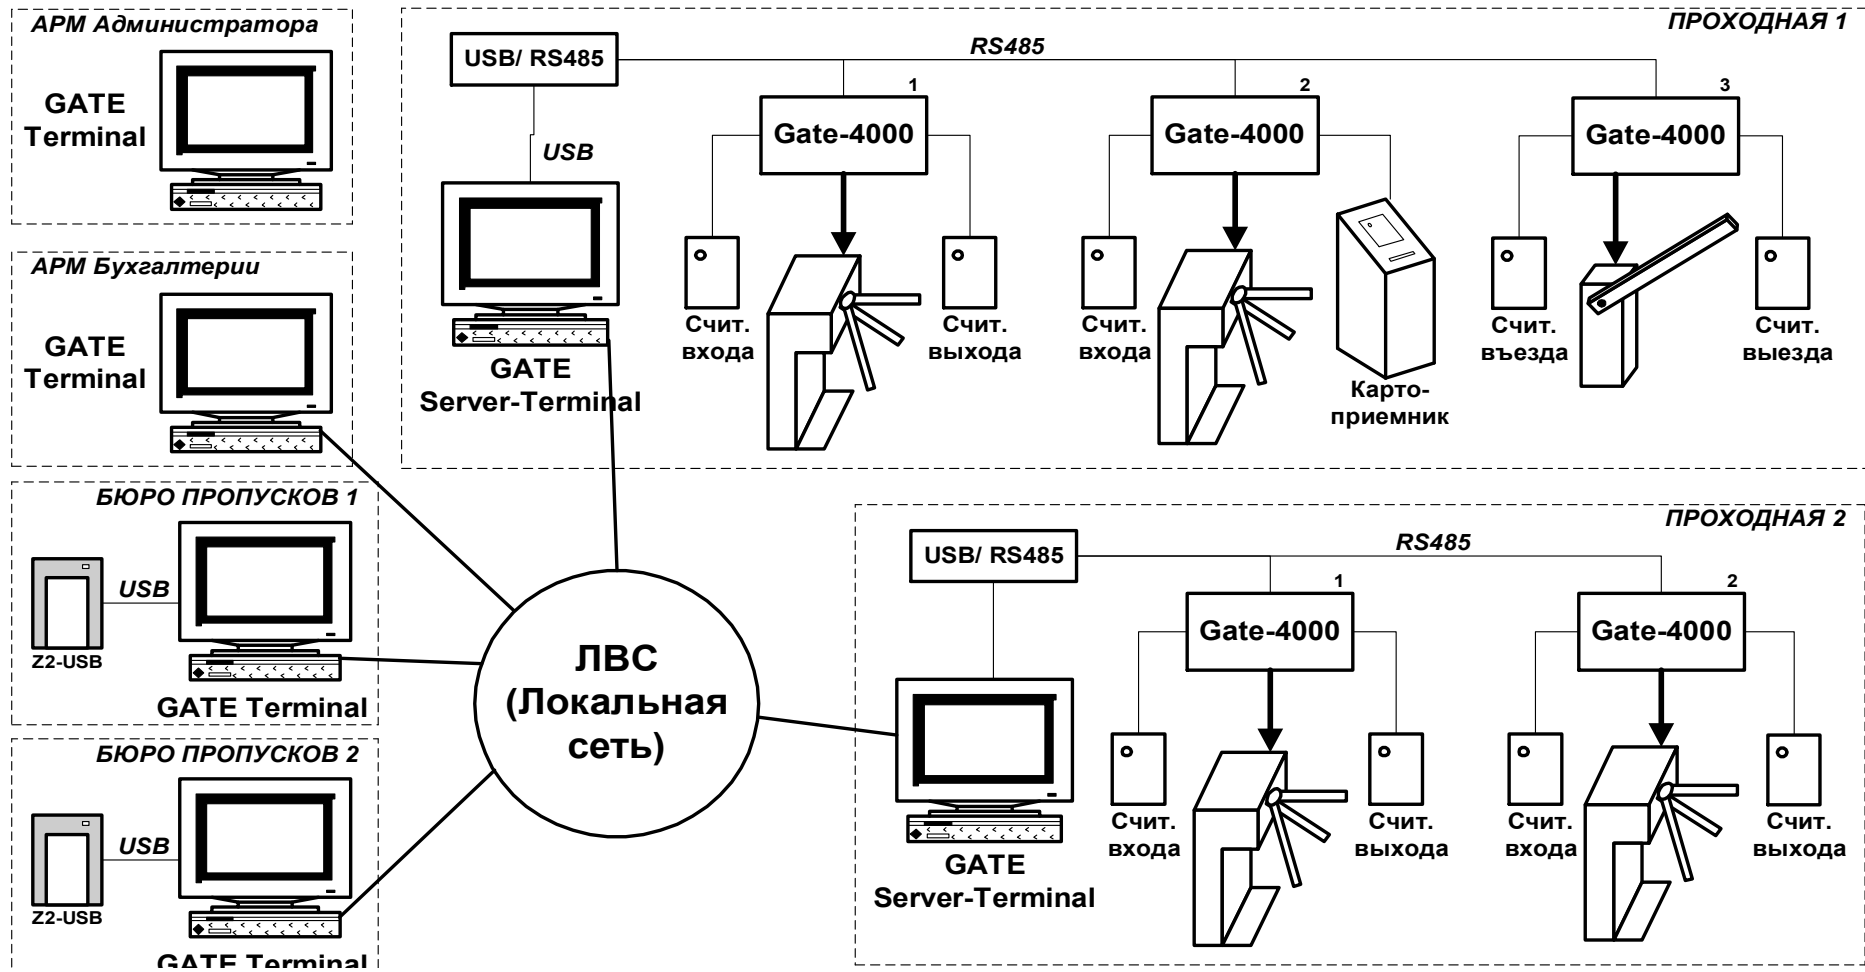 АРМ Администратора
GATE
Terminal
АРМ Бухгалтерии
GATE
Terminal
БЮРО ПРОПУСКОВ 1
USB
Z2-USB
GATE Terminal
БЮРО ПРОПУСКОВ 2
USB
Z2-USB
GATE Terminal
ЛВС
(Локальная
сеть)
ПРОХОДНАЯ 1
USB/ RS485
RS485
USB
GATE
Server-Terminal
1
Gate-4000
Счит.
входа
Счит.
выхода
2
Gate-4000
Счит.
входа
Карто-
приемник
3
Gate-4000
Счит.
въезда
Счит.
выезда
ПРОХОДНАЯ 2
USB/ RS485
RS485
GATE
Server-Terminal
1
Gate-4000
Счит.
входа
Счит.
выхода
2
Gate-4000
Счит.
входа
Счит.
выхода